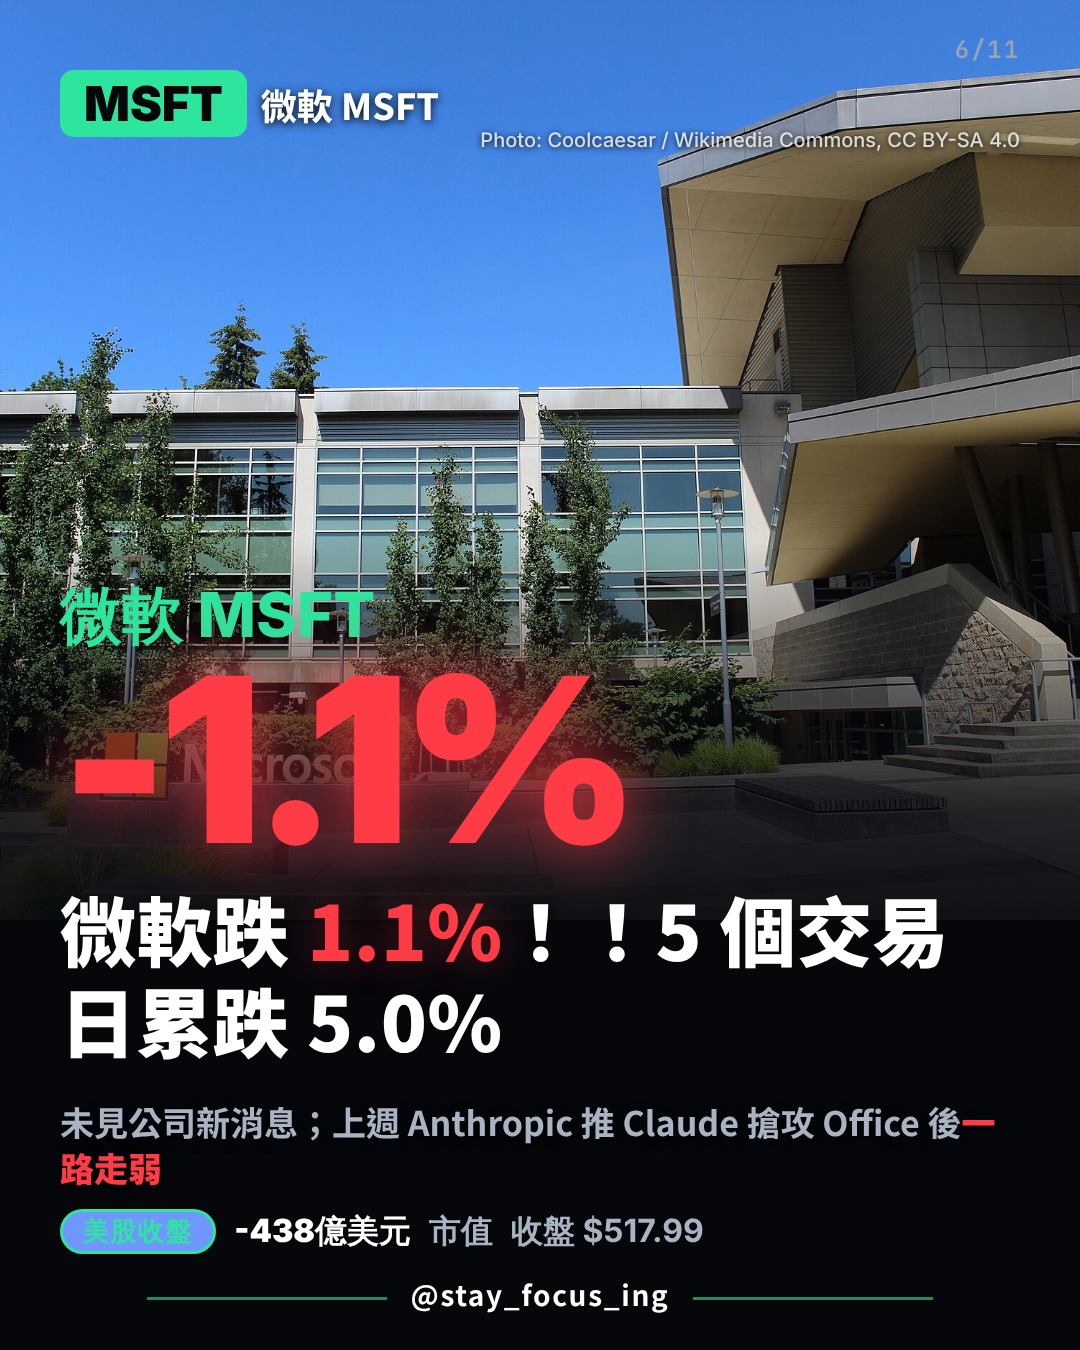 6/11
MSFT 微軟 MSFT
Photo: Coolcaesar / Wikimedia Commons, CC BY-SA 4.0
微軟 MSFT
Microsoft
-1.1%
微軟跌 1.1%！！5 個交易
日累跌 5.0%
未見公司新消息；上週 Anthropic 推 Claude 搶攻 Office 後一
路走弱
美股收盤 -438億美元 市值 收盤 $517.99
@stay_focus_ing